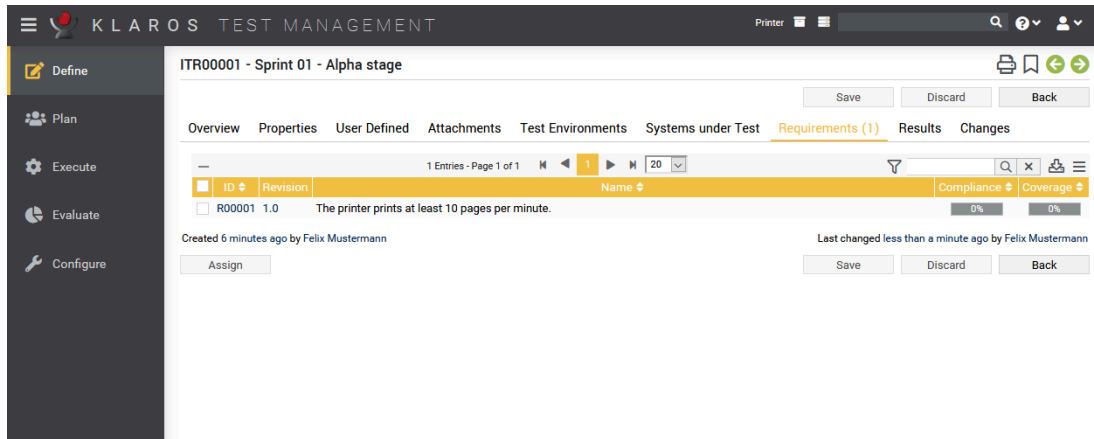 KLAROS TEST MANAGEMENT
Printer
Define
Plan
Execute
Evaluate
Configure
ITR00001 - Sprint 01 - Alpha stage
Save Discard Back
Overview Properties User Defined Attachments Test Environments Systems under Test Requirements (1) Results Changes
1 Entries - Page 1 of 1 1 20
ID Revision Name Compliance Coverage
R00001 1.0 The printer prints at least 10 pages per minute. 0% 0%
Created 6 minutes ago by Felix Mustermann Last changed less than a minute ago by Felix Mustermann
Assign Save Discard Back